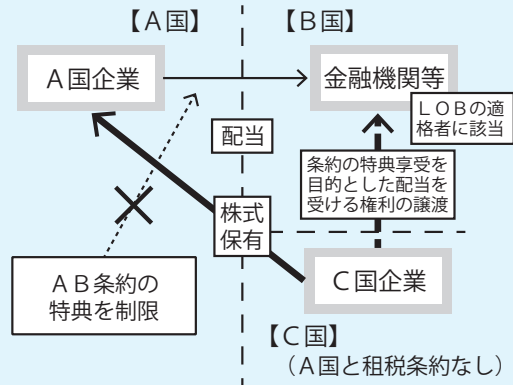 【A国】
【B国】
A国企業
金融機関等
LOBの適
格者に該当
配当
条約の特典享受を
目的とした配当を
受ける権利の譲渡
株式
保有
AB条約の
特典を制限
C国企業
【C国】
(A国と租税条約なし)